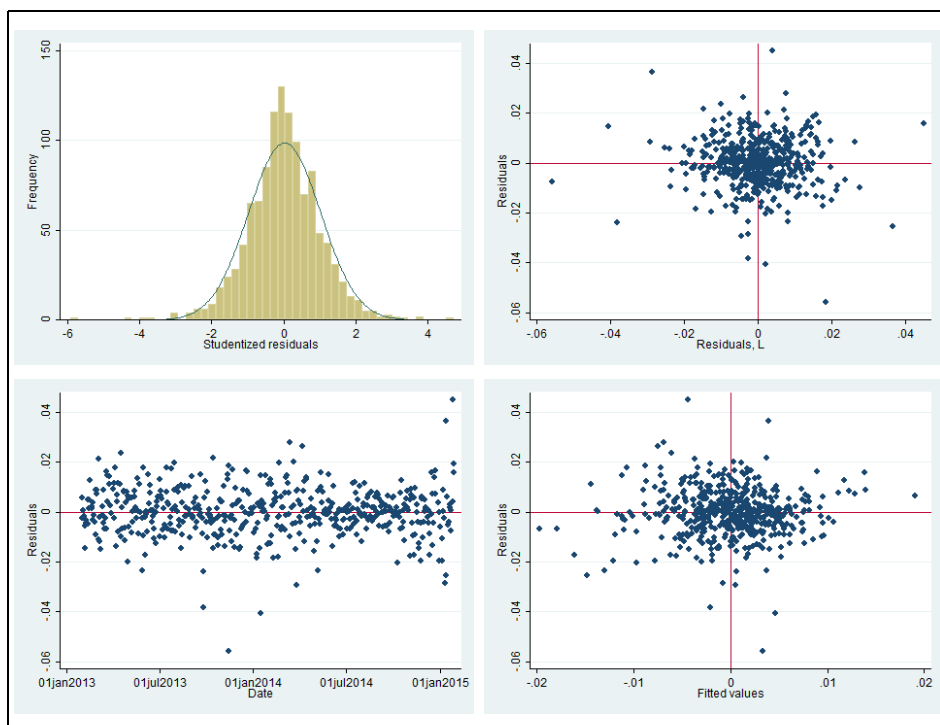 150
100
50
0
Frequency
-6 -4 -2 0 2 4
Studentized residuals
.04
.02
0
-.02
-.04
-.06
Residuals
-.06 -.04 -.02 0 .02 .04
Residuals, L
.04
.02
0
-.02
-.04
-.06
Residuals
01jan2013 01jul2013 01jan2014 01jul2014 01jan2015
Date
.04
.02
0
-.02
-.04
-.06
Residuals
-0.02 -0.01 0 .01 .02
Fitted values